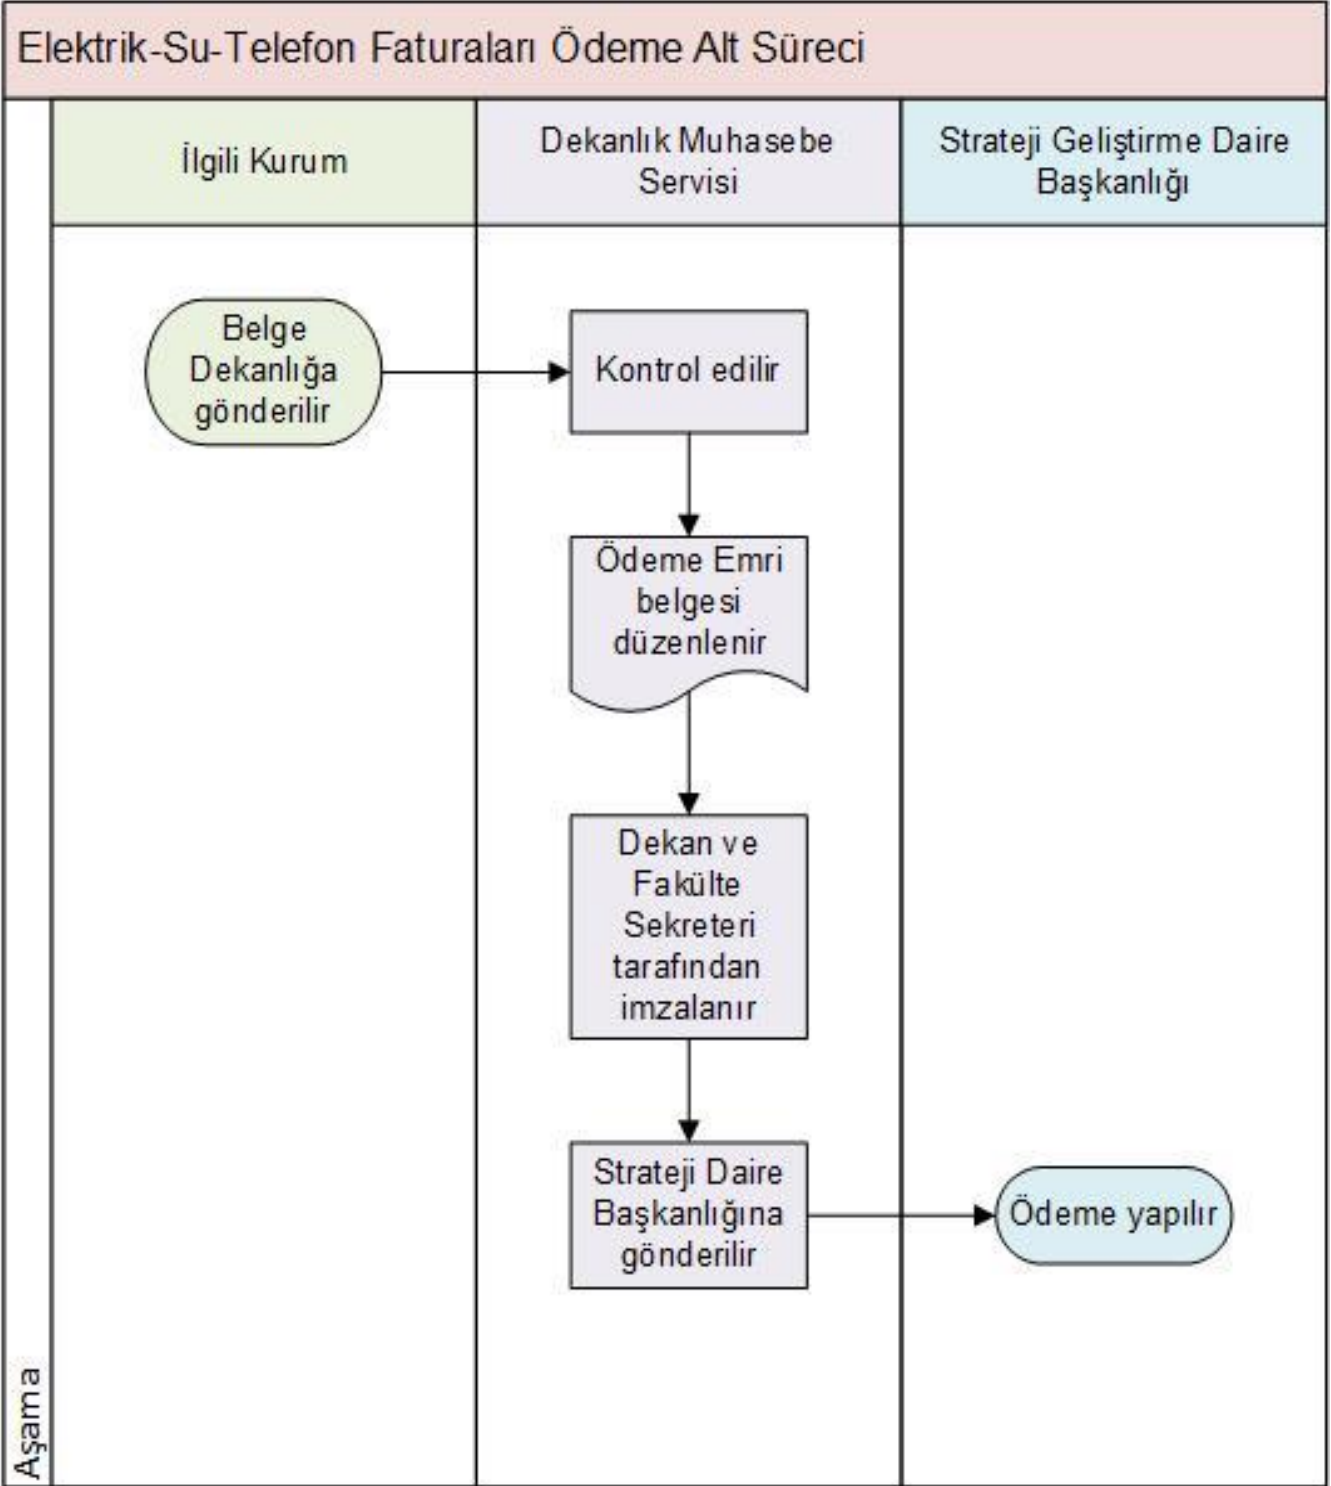 Elektrik-Su-Telefon Faturaları Ödeme Alt Süreci
İlgili Kurum
Dekanlık Muhasebe
Servisi
Strateji Geliştirme Daire
Başkanlığı
Belge
Dekanlığa
gönderilir
Kontrol edilir
Ödeme Emri
belgesi
düzenlenir
Dekan ve
Fakülte
Sekreteri
tarafından
imzalanır
Strateji Daire
Başkanlığına
gönderilir
Ödeme yapılır
Aşama